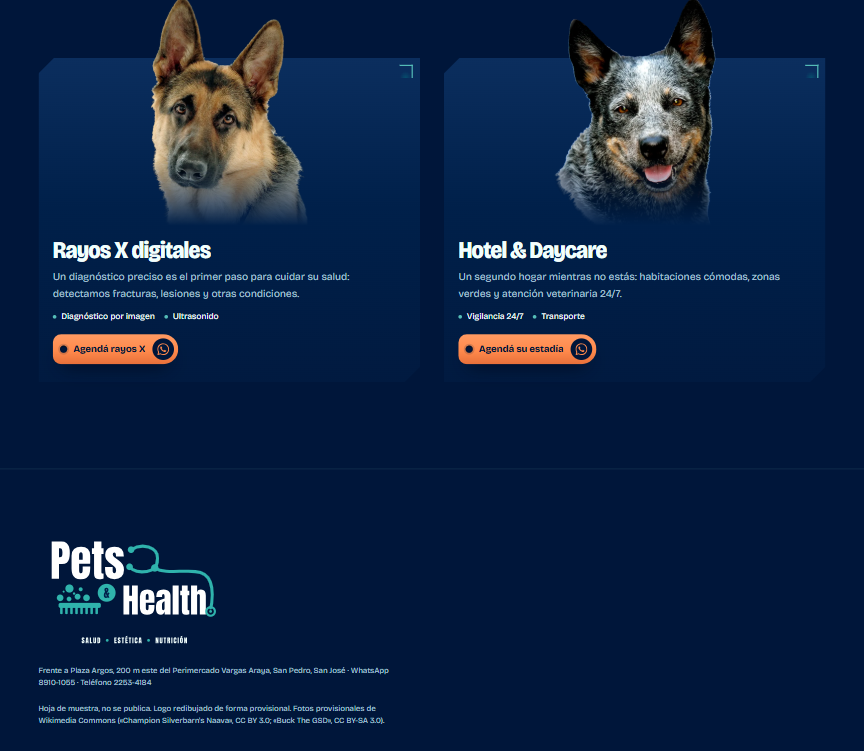 Rayos X digitales
Un diagnóstico preciso es el primer paso para cuidar su salud:
detectamos fracturas, lesiones y otras condiciones.
Diagnóstico por imagen
Ultrasonido
Agendá rayos X
Hotel & Daycare
Un segundo hogar mientras no estás: habitaciones cómodas, zonas
verdes y atención veterinaria 24/7.
Vigilancia 24/7
Transporte
Agendá su estadía
Pets
& Health
SALUD • ESTÉTICA • NUTRICIÓN
Frente a Plaza Argos, 200 m este del Perimercado Vargas Araya, San Pedro, San José · WhatsApp
8910-1055 · Teléfono 2253-4184
Hoja de muestra, no se publica. Logo redibujado de forma provisional. Fotos provisionales de
Wikimedia Commons («Champion Silverbarn's Naava», CC BY 3.0; «Buck The GSD», CC BY-SA 3.0).